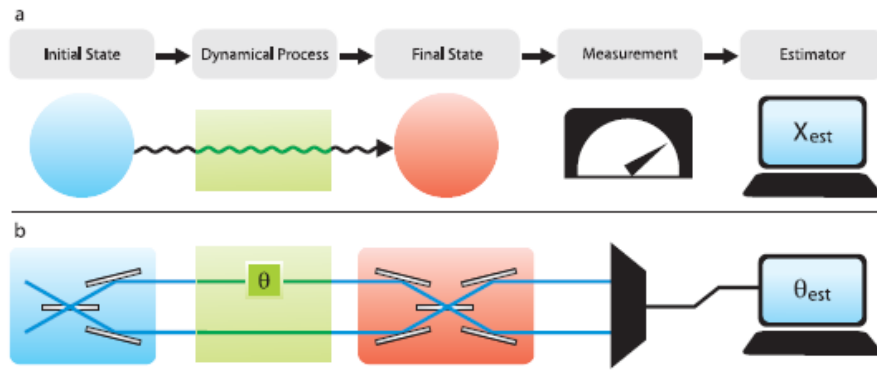 a
Initial State
Dynamical Process
Final State
Measurement
Estimator
Xest
b
θ
θest